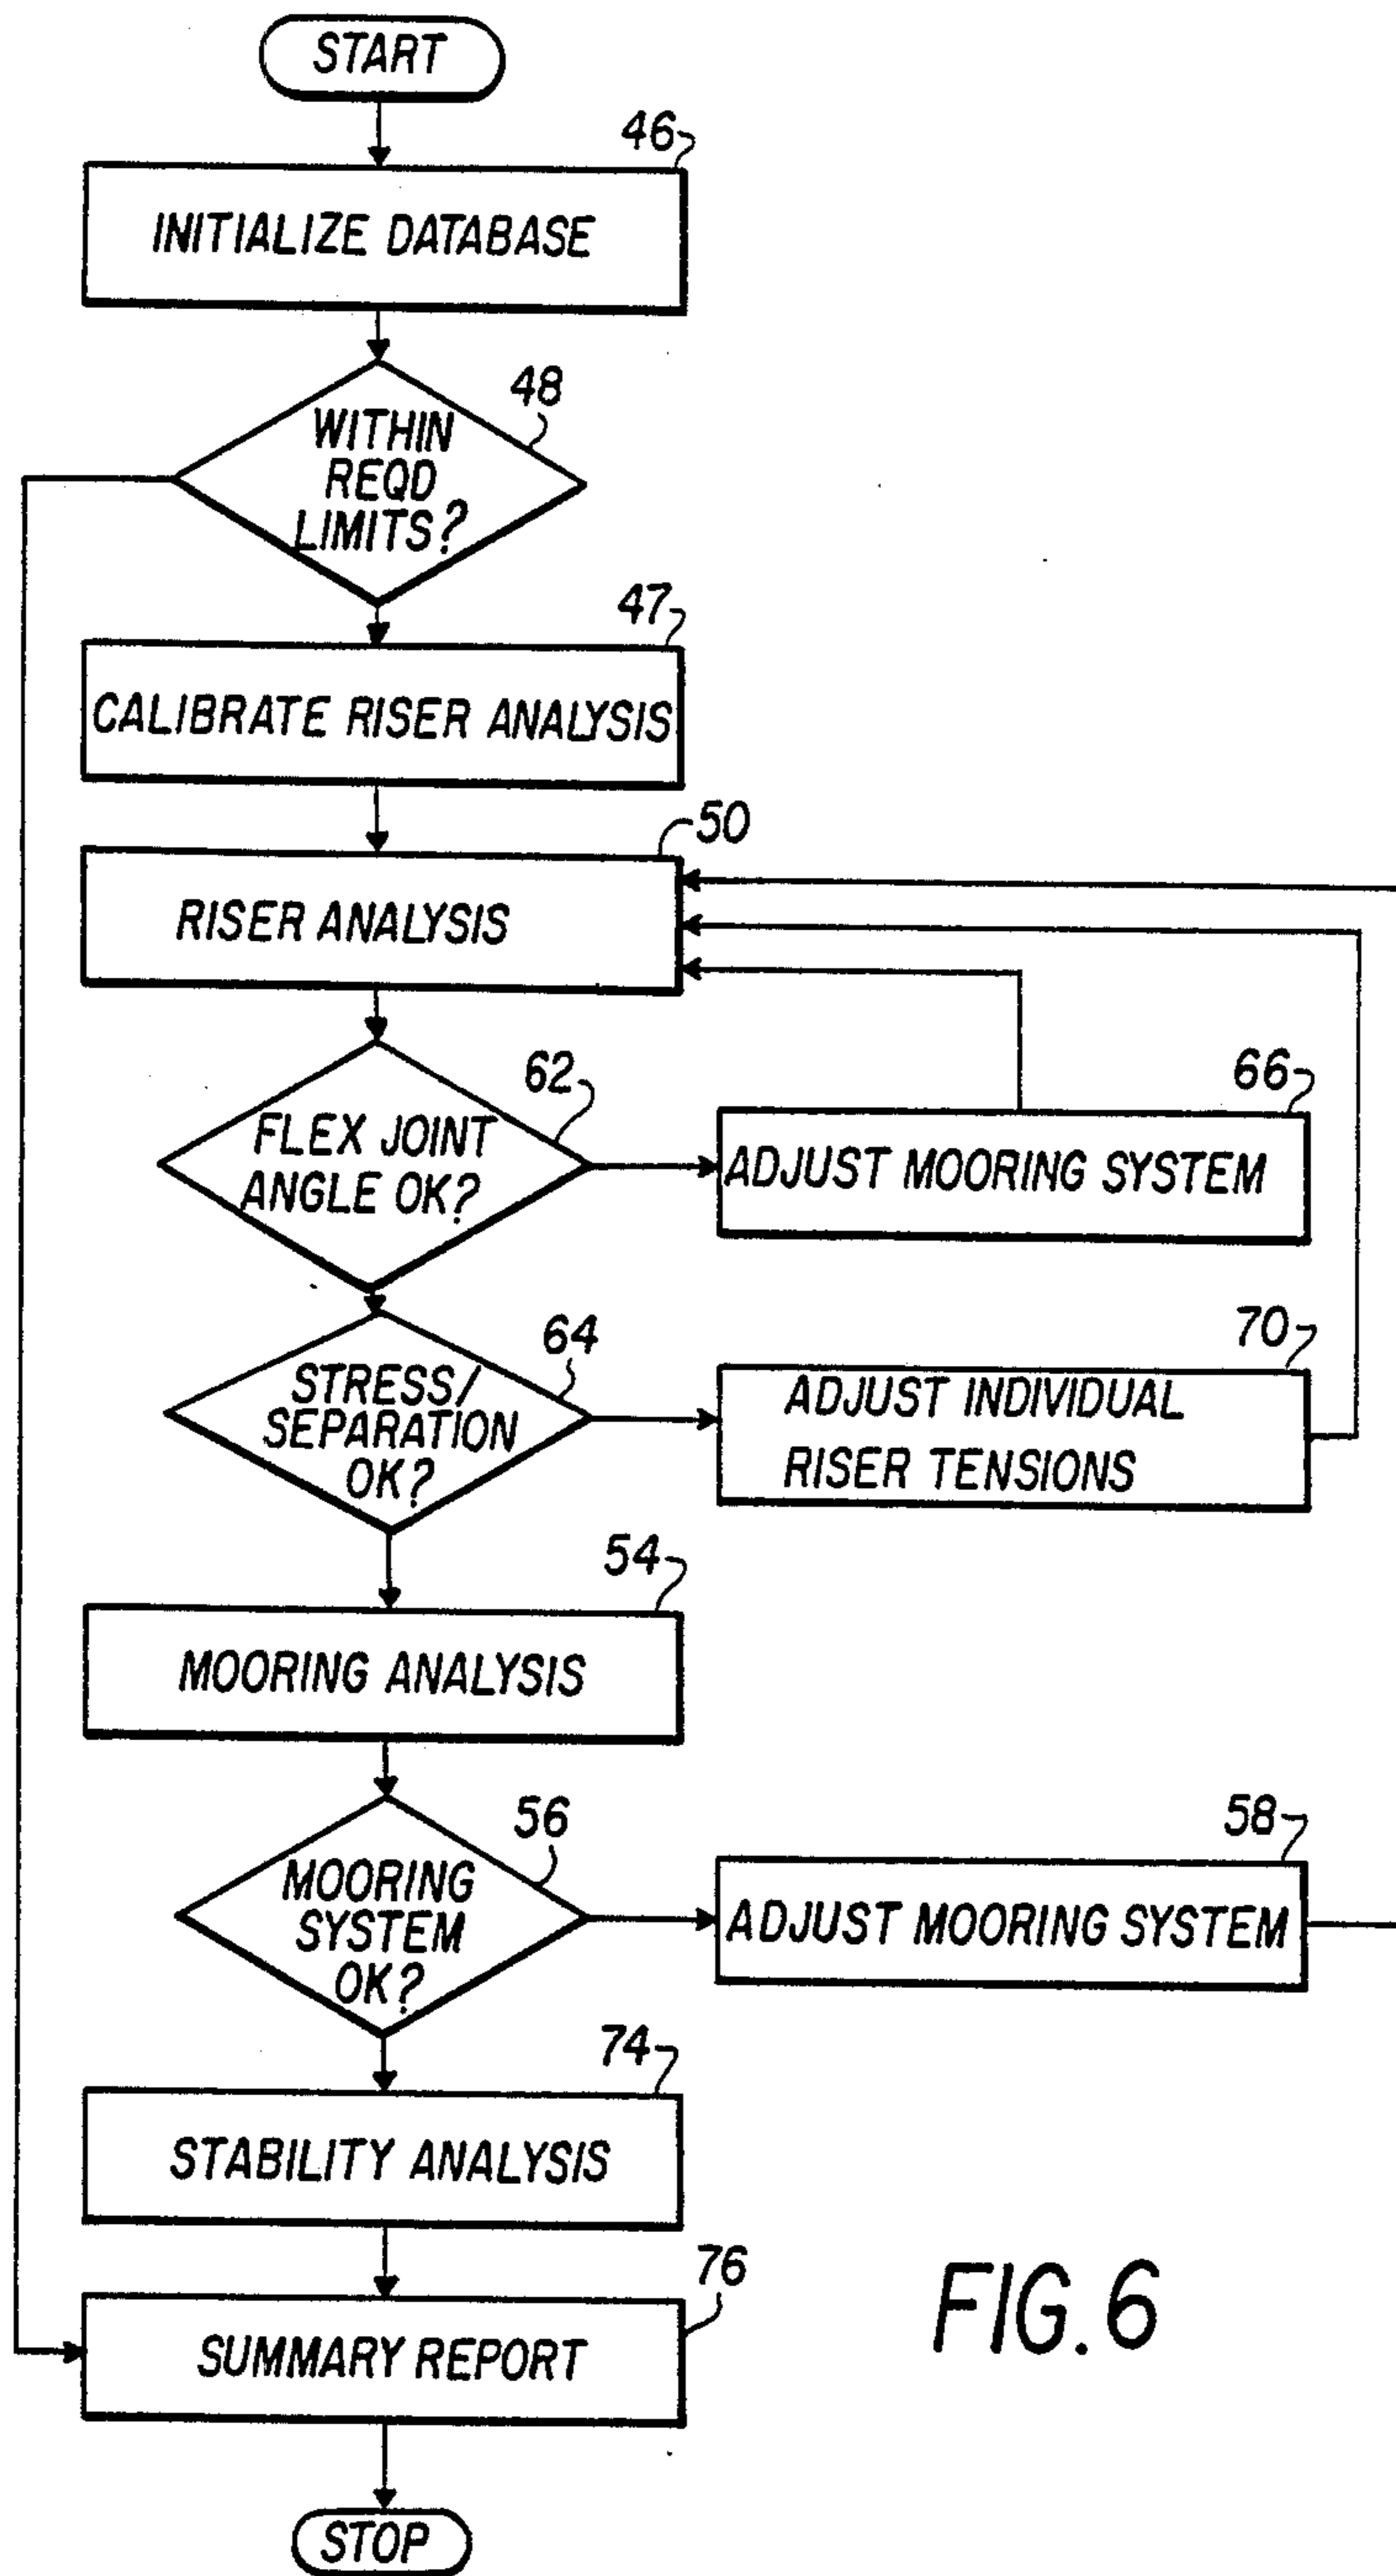 START
46
INITIALIZE DATABASE
48
WITHIN
REQD
LIMITS?
47
CALIBRATE RISER ANALYSIS
50
RISER ANALYSIS
62
FLEX JOINT
ANGLE OK?
66
ADJUST MOORING SYSTEM
64
STRESS/
SEPARATION
OK?
70
ADJUST INDIVIDUAL
RISER TENSIONS
54
MOORING ANALYSIS
56
MOORING
SYSTEM
OK?
58
ADJUST MOORING SYSTEM
74
STABILITY ANALYSIS
76
SUMMARY REPORT
FIG. 6
STOP